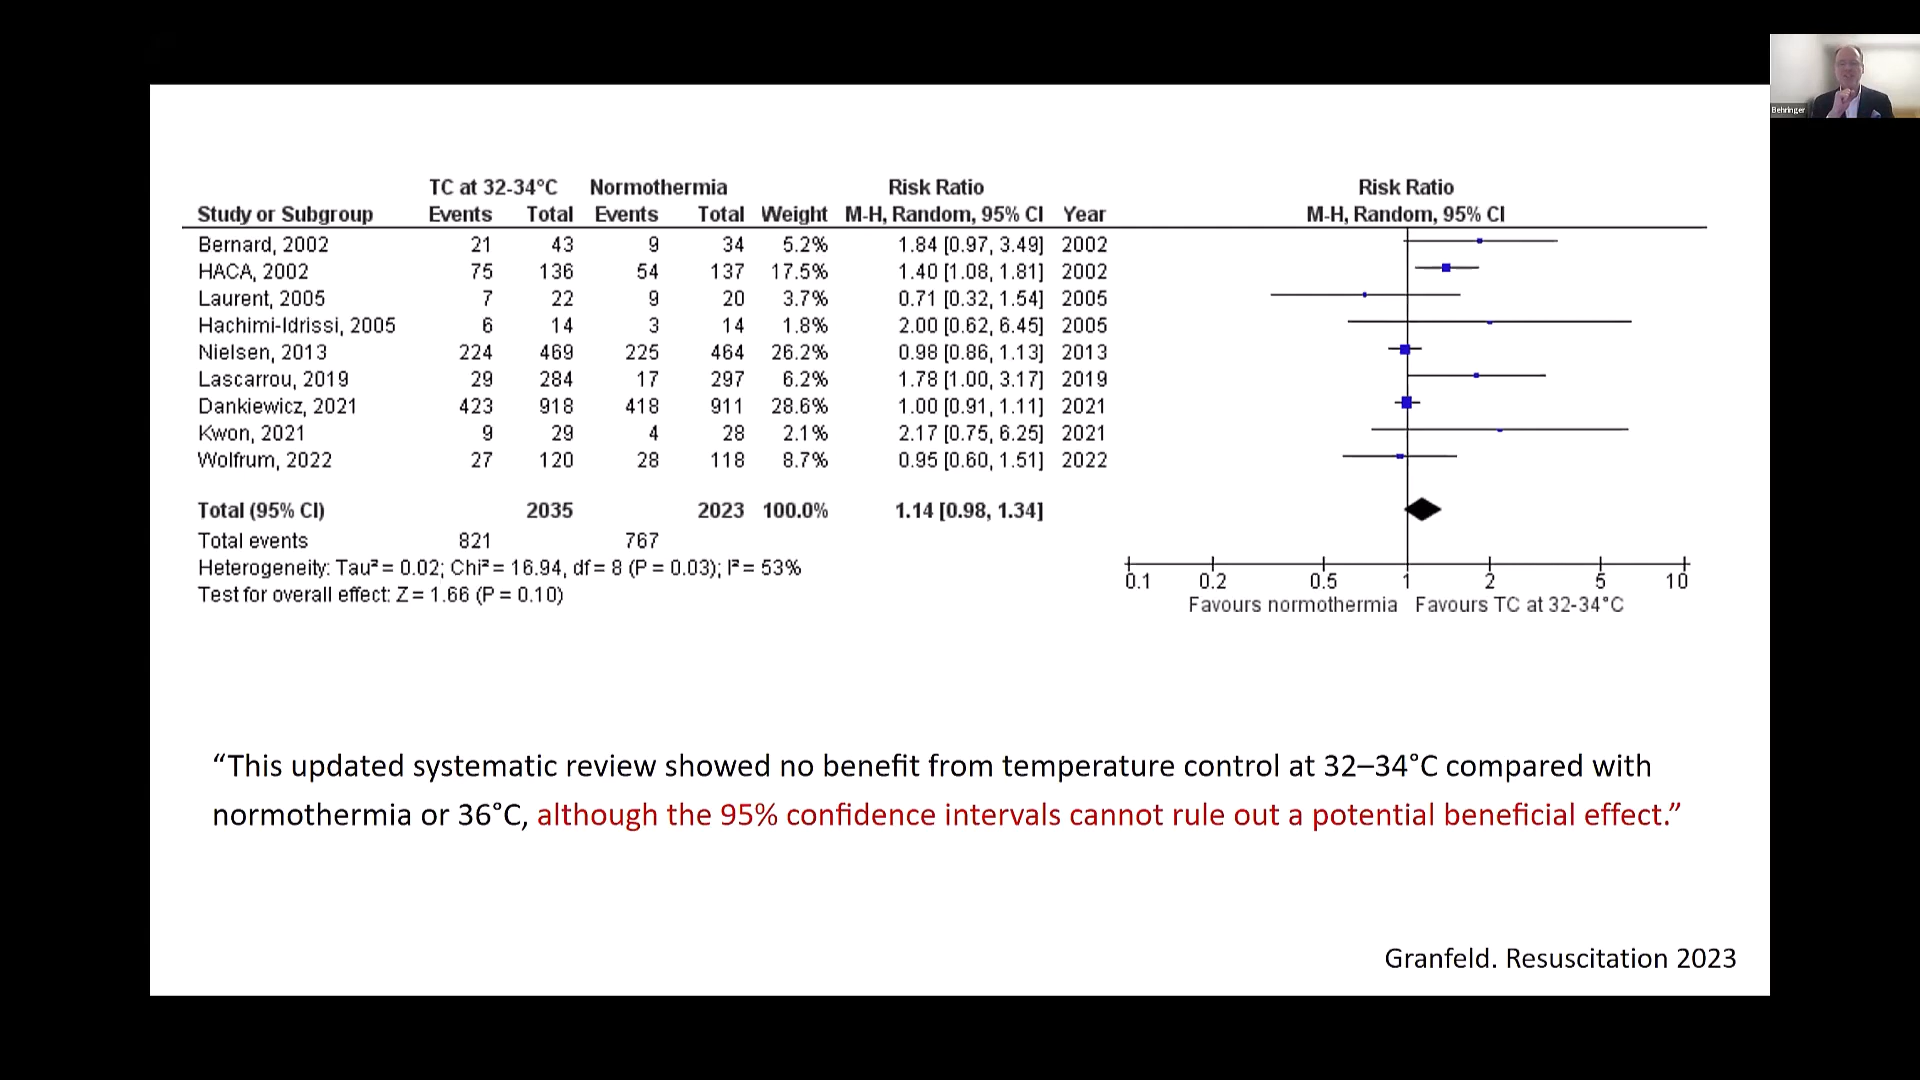 Behringer
TC at 32-34°C Normothermia Risk Ratio Risk Ratio
Study or Subgroup Events Total Events Total Weight M-H, Random, 95% CI Year M-H, Random, 95% CI
Bernard, 2002 21 43 9 34 5.2% 1.84 [0.97, 3.49] 2002
HACA, 2002 75 136 54 137 17.5% 1.40 [1.08, 1.81] 2002
Laurent, 2005 7 22 9 20 3.7% 0.71 [0.32, 1.54] 2005
Hachimi-Idrissi, 2005 6 14 3 14 1.8% 2.00 [0.62, 6.45] 2005
Nielsen, 2013 224 469 225 464 26.2% 0.98 [0.86, 1.13] 2013
Lascarrou, 2019 29 284 17 297 6.2% 1.78 [1.00, 3.17] 2019
Dankiewicz, 2021 423 918 418 911 28.6% 1.00 [0.91, 1.11] 2021
Kwon, 2021 9 29 4 28 2.1% 2.17 [0.75, 6.25] 2021
Wolfrum, 2022 27 120 28 118 8.7% 0.95 [0.60, 1.51] 2022
Total (95% CI) 2035 2023 100.0% 1.14 [0.98, 1.34]
Total events 821 767
Heterogeneity: Tau² = 0.02; Chi² = 16.94, df = 8 (P = 0.03); I² = 53%
Test for overall effect: Z = 1.66 (P = 0.10)
0.1 0.2 0.5 1 2 5 10
Favours normothermia Favours TC at 32-34°C
“This updated systematic review showed no benefit from temperature control at 32–34°C compared with
normothermia or 36°C, although the 95% confidence intervals cannot rule out a potential beneficial effect.”
Granfeld. Resuscitation 2023